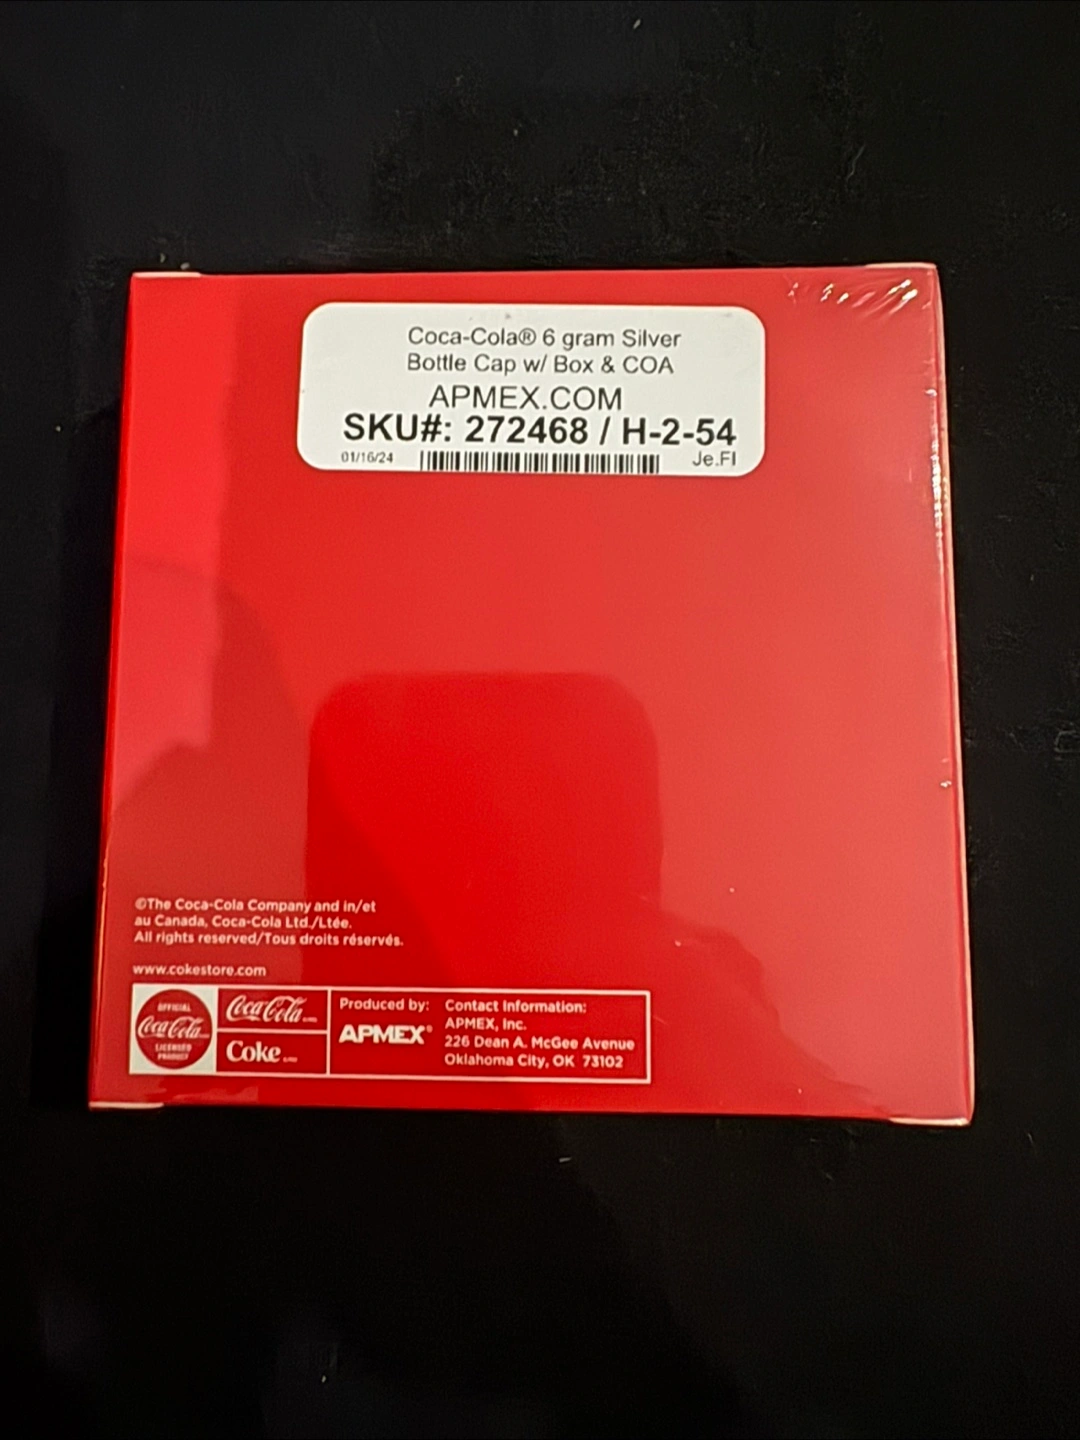 Coca-Cola® 6 gram Silver
Bottle Cap w/ Box & COA
APMEX.COM
SKU#: 272468 / H-2-54
01/16/24
Je.Fl
©The Coca-Cola Company and in/et
au Canada, Coca-Cola Ltd./Ltée.
All rights reserved/Tous droits réservés.
www.cokestore.com
OFFICIAL
Coca-Cola
LICENSED
PRODUCT
Coca-Cola
Coke
Produced by:
APMEX®
Contact Information:
APMEX, Inc.
226 Dean A. McGee Avenue
Oklahoma City, OK 73102